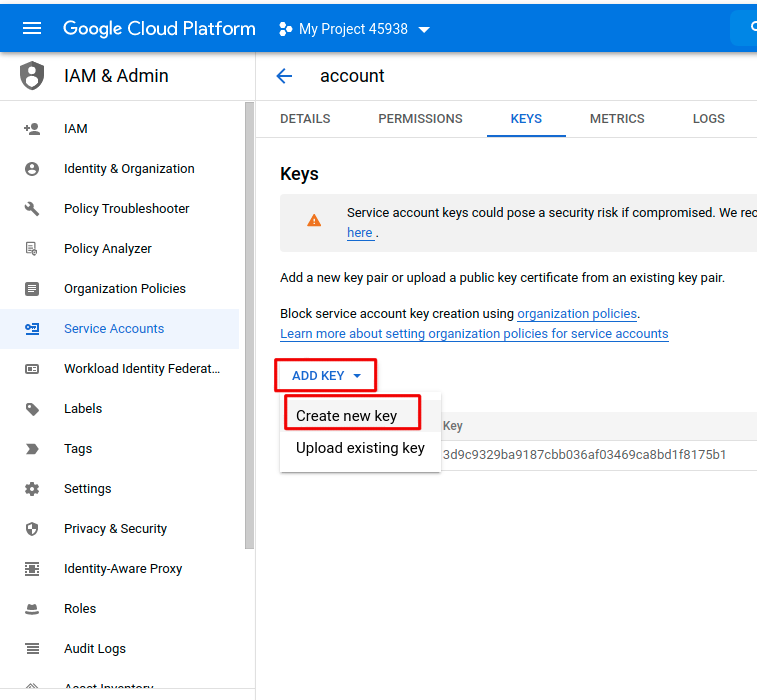 Google Cloud Platform
My Project 45938
IAM & Admin
IAM
Identity & Organization
Policy Troubleshooter
Policy Analyzer
Organization Policies
Service Accounts
Workload Identity Federat...
Labels
Tags
Settings
Privacy & Security
Identity-Aware Proxy
Roles
Audit Logs
Asset Inventory
account
DETAILS PERMISSIONS KEYS METRICS LOGS
Keys
Service account keys could pose a security risk if compromised. We rec
here .
Add a new key pair or upload a public key certificate from an existing key pair.
Block service account key creation using organization policies.
Learn more about setting organization policies for service accounts
ADD KEY
Create new key
Upload existing key
Key
3d9c9329ba9187cbb036af03469ca8bd1f8175b1